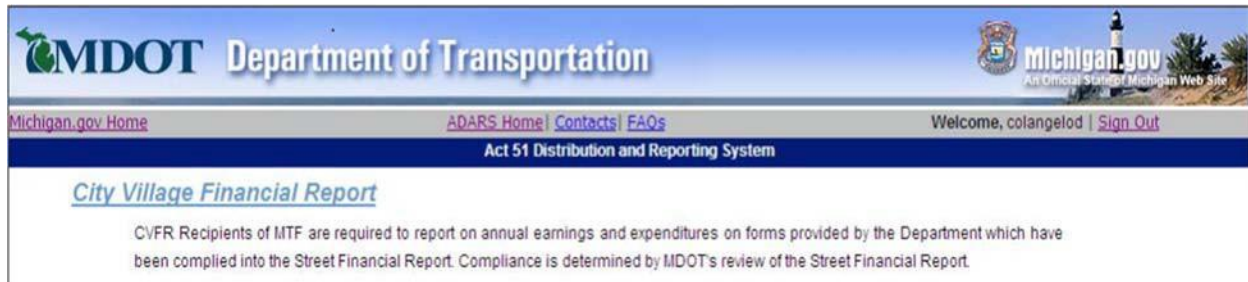 MDOT Department of Transportation
Michigan.gov
An Official State of Michigan Web Site
Michigan.gov Home ADARS Home| Contacts| FAQs Welcome, colangelod | Sign Out
Act 51 Distribution and Reporting System
City Village Financial Report
CVFR Recipients of MTF are required to report on annual earnings and expenditures on forms provided by the Department which have
been complied into the Street Financial Report. Compliance is determined by MDOT's review of the Street Financial Report.